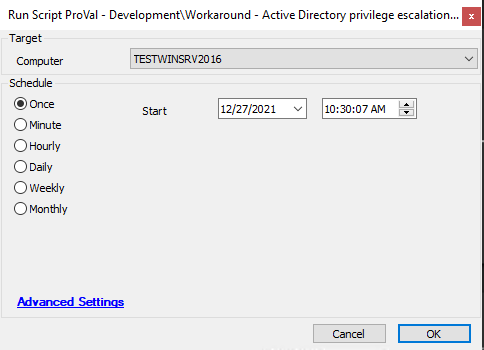 Run Script ProVal - Development\Workaround - Active Directory privilege escalation...
Target
Computer TESTWINSRV2016
Schedule
Once Start 12/27/2021 10:30:07 AM
Minute
Hourly
Daily
Weekly
Monthly
Advanced Settings
Cancel OK